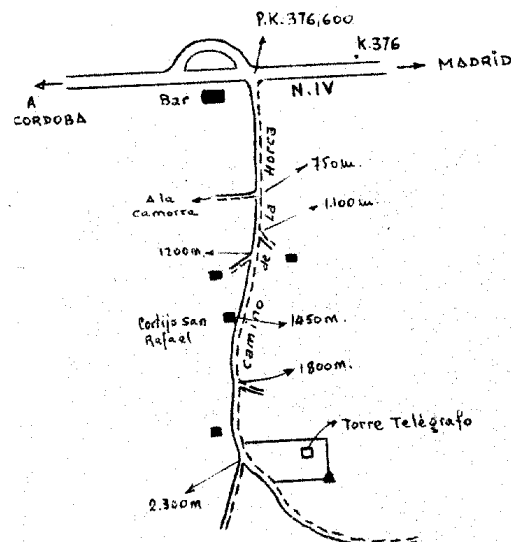 P.K. 376,600
K.376
MADRID
A
CORDOBA
Bar
N.IV
Camino de La Horca
750m.
A la
camorra
1.100m.
1200m.
Cortijo San
Rafael
1450m.
1800m.
Torre Telégrafo
2.300m